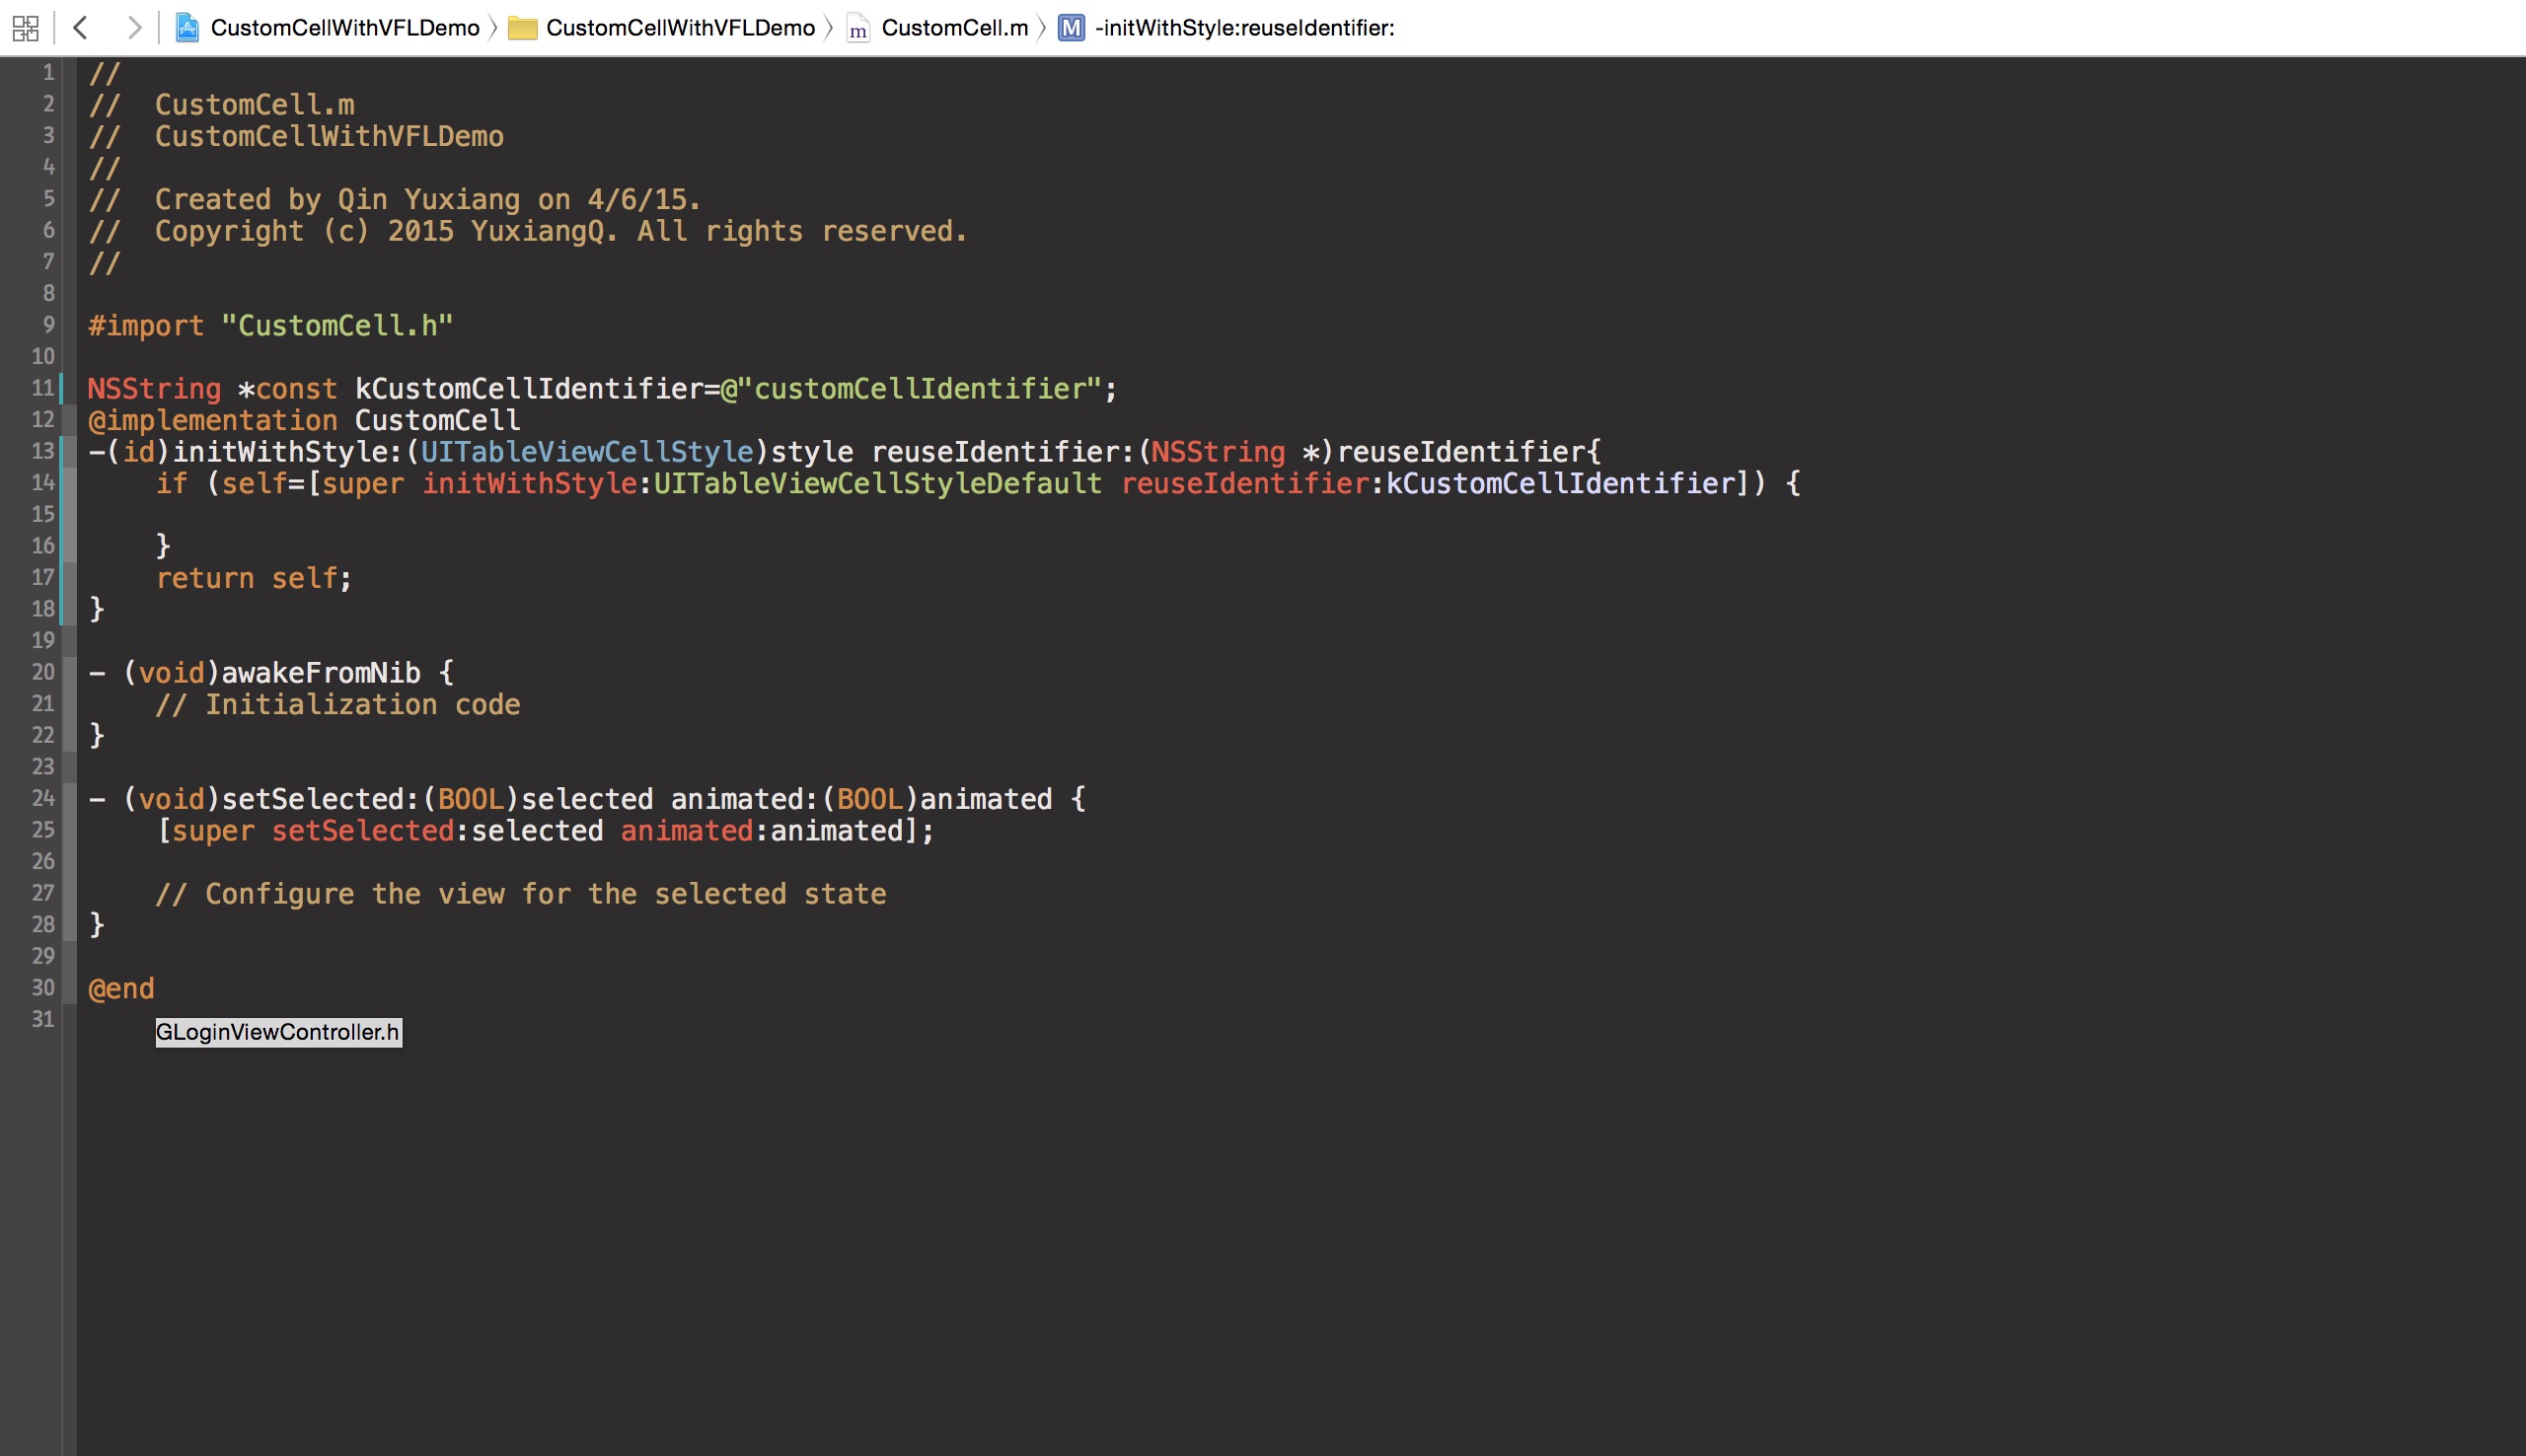 CustomCellWithVFLDemo 〉 CustomCellWithVFLDemo 〉 m CustomCell.m 〉 M -initWithStyle:reuseIdentifier:
1 //
2 //  CustomCell.m
3 //  CustomCellWithVFLDemo
4 //
5 //  Created by Qin Yuxiang on 4/6/15.
6 //  Copyright (c) 2015 YuxiangQ. All rights reserved.
7 //
8
9 #import "CustomCell.h"
10
11 NSString *const kCustomCellIdentifier=@"customCellIdentifier";
12 @implementation CustomCell
13 -(id)initWithStyle:(UITableViewCellStyle)style reuseIdentifier:(NSString *)reuseIdentifier{
14     if (self=[super initWithStyle:UITableViewCellStyleDefault reuseIdentifier:kCustomCellIdentifier]) {
15
16     }
17     return self;
18 }
19
20 - (void)awakeFromNib {
21     // Initialization code
22 }
23
24 - (void)setSelected:(BOOL)selected animated:(BOOL)animated {
25     [super setSelected:selected animated:animated];
26
27     // Configure the view for the selected state
28 }
29
30 @end
31
GLoginViewController.h